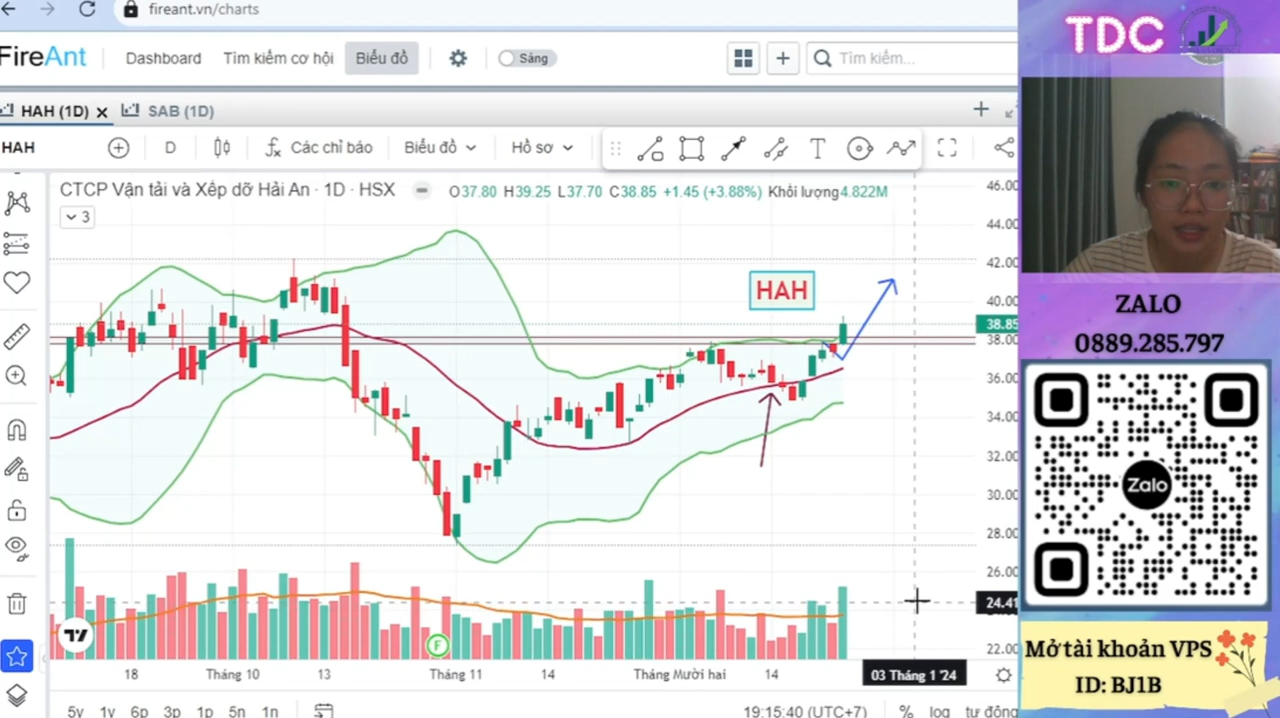 fireant.vn/charts
FireAnt
Dashboard
Tìm kiếm cơ hội
Biểu đồ
Sáng
Tìm kiếm...
HAH (1D)
SAB (1D)
HAH
D
Các chỉ báo
Biểu đồ
Hồ sơ
CTCP Vận tải và Xếp dỡ Hải An · 1D · HSX
O37.80 H39.25 L37.70 C38.85 +1.45 (+3.88%) Khối lượng4.822M
3
HAH
46.00
44.00
42.00
40.00
38.85
38.00
36.00
34.00
32.00
30.00
28.00
26.00
24.41
22.00
F
18
Tháng 10
13
Tháng 11
14
Tháng Mười hai
14
03 Tháng 1 '24
5y
1y
6p
3p
1p
5n
1n
19:15:40 (UTC+7)
%
log
tự động
TDC
ZALO
0889.285.797
Zalo
Mở tài khoản VPS
ID: BJ1B